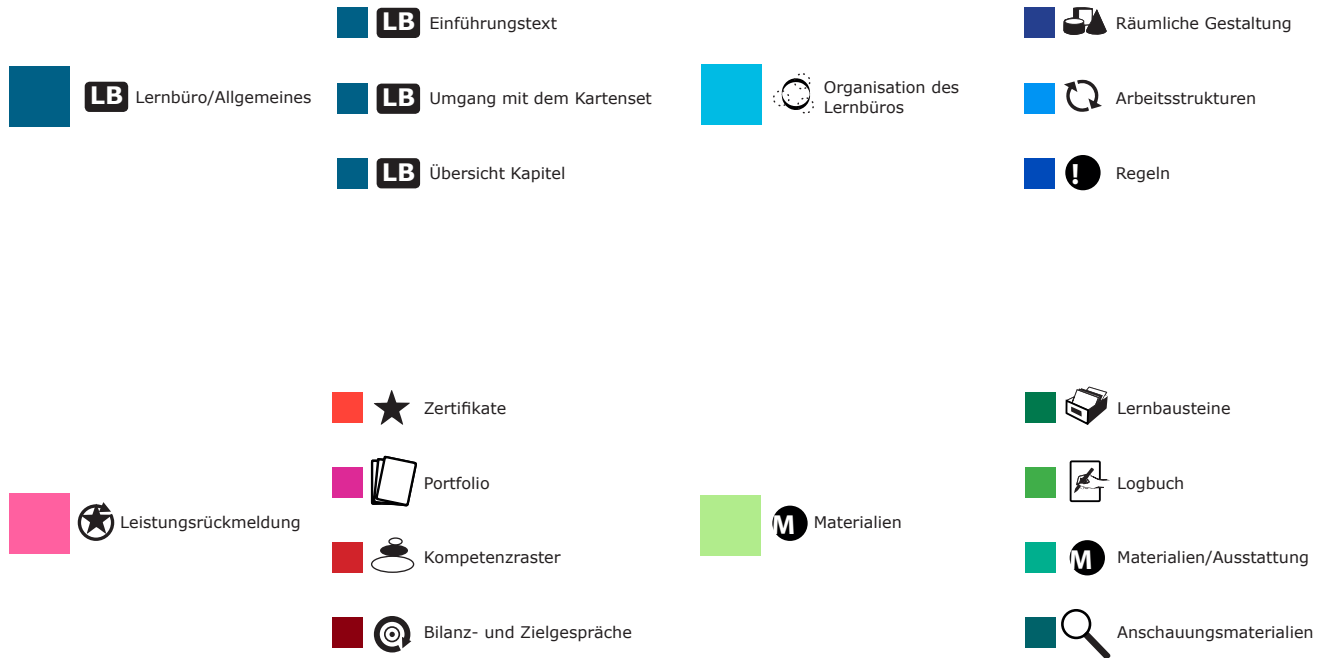 LB Lernbüro/Allgemeines
LB Einführungstext
LB Umgang mit dem Kartenset
LB Übersicht Kapitel
Organisation des
Lernbüros
Räumliche Gestaltung
Arbeitsstrukturen
! Regeln
Leistungsrückmeldung
Zertifikate
Portfolio
Kompetenzraster
Bilanz- und Zielgespräche
M Materialien
Lernbausteine
Logbuch
M Materialien/Ausstattung
Anschauungsmaterialien